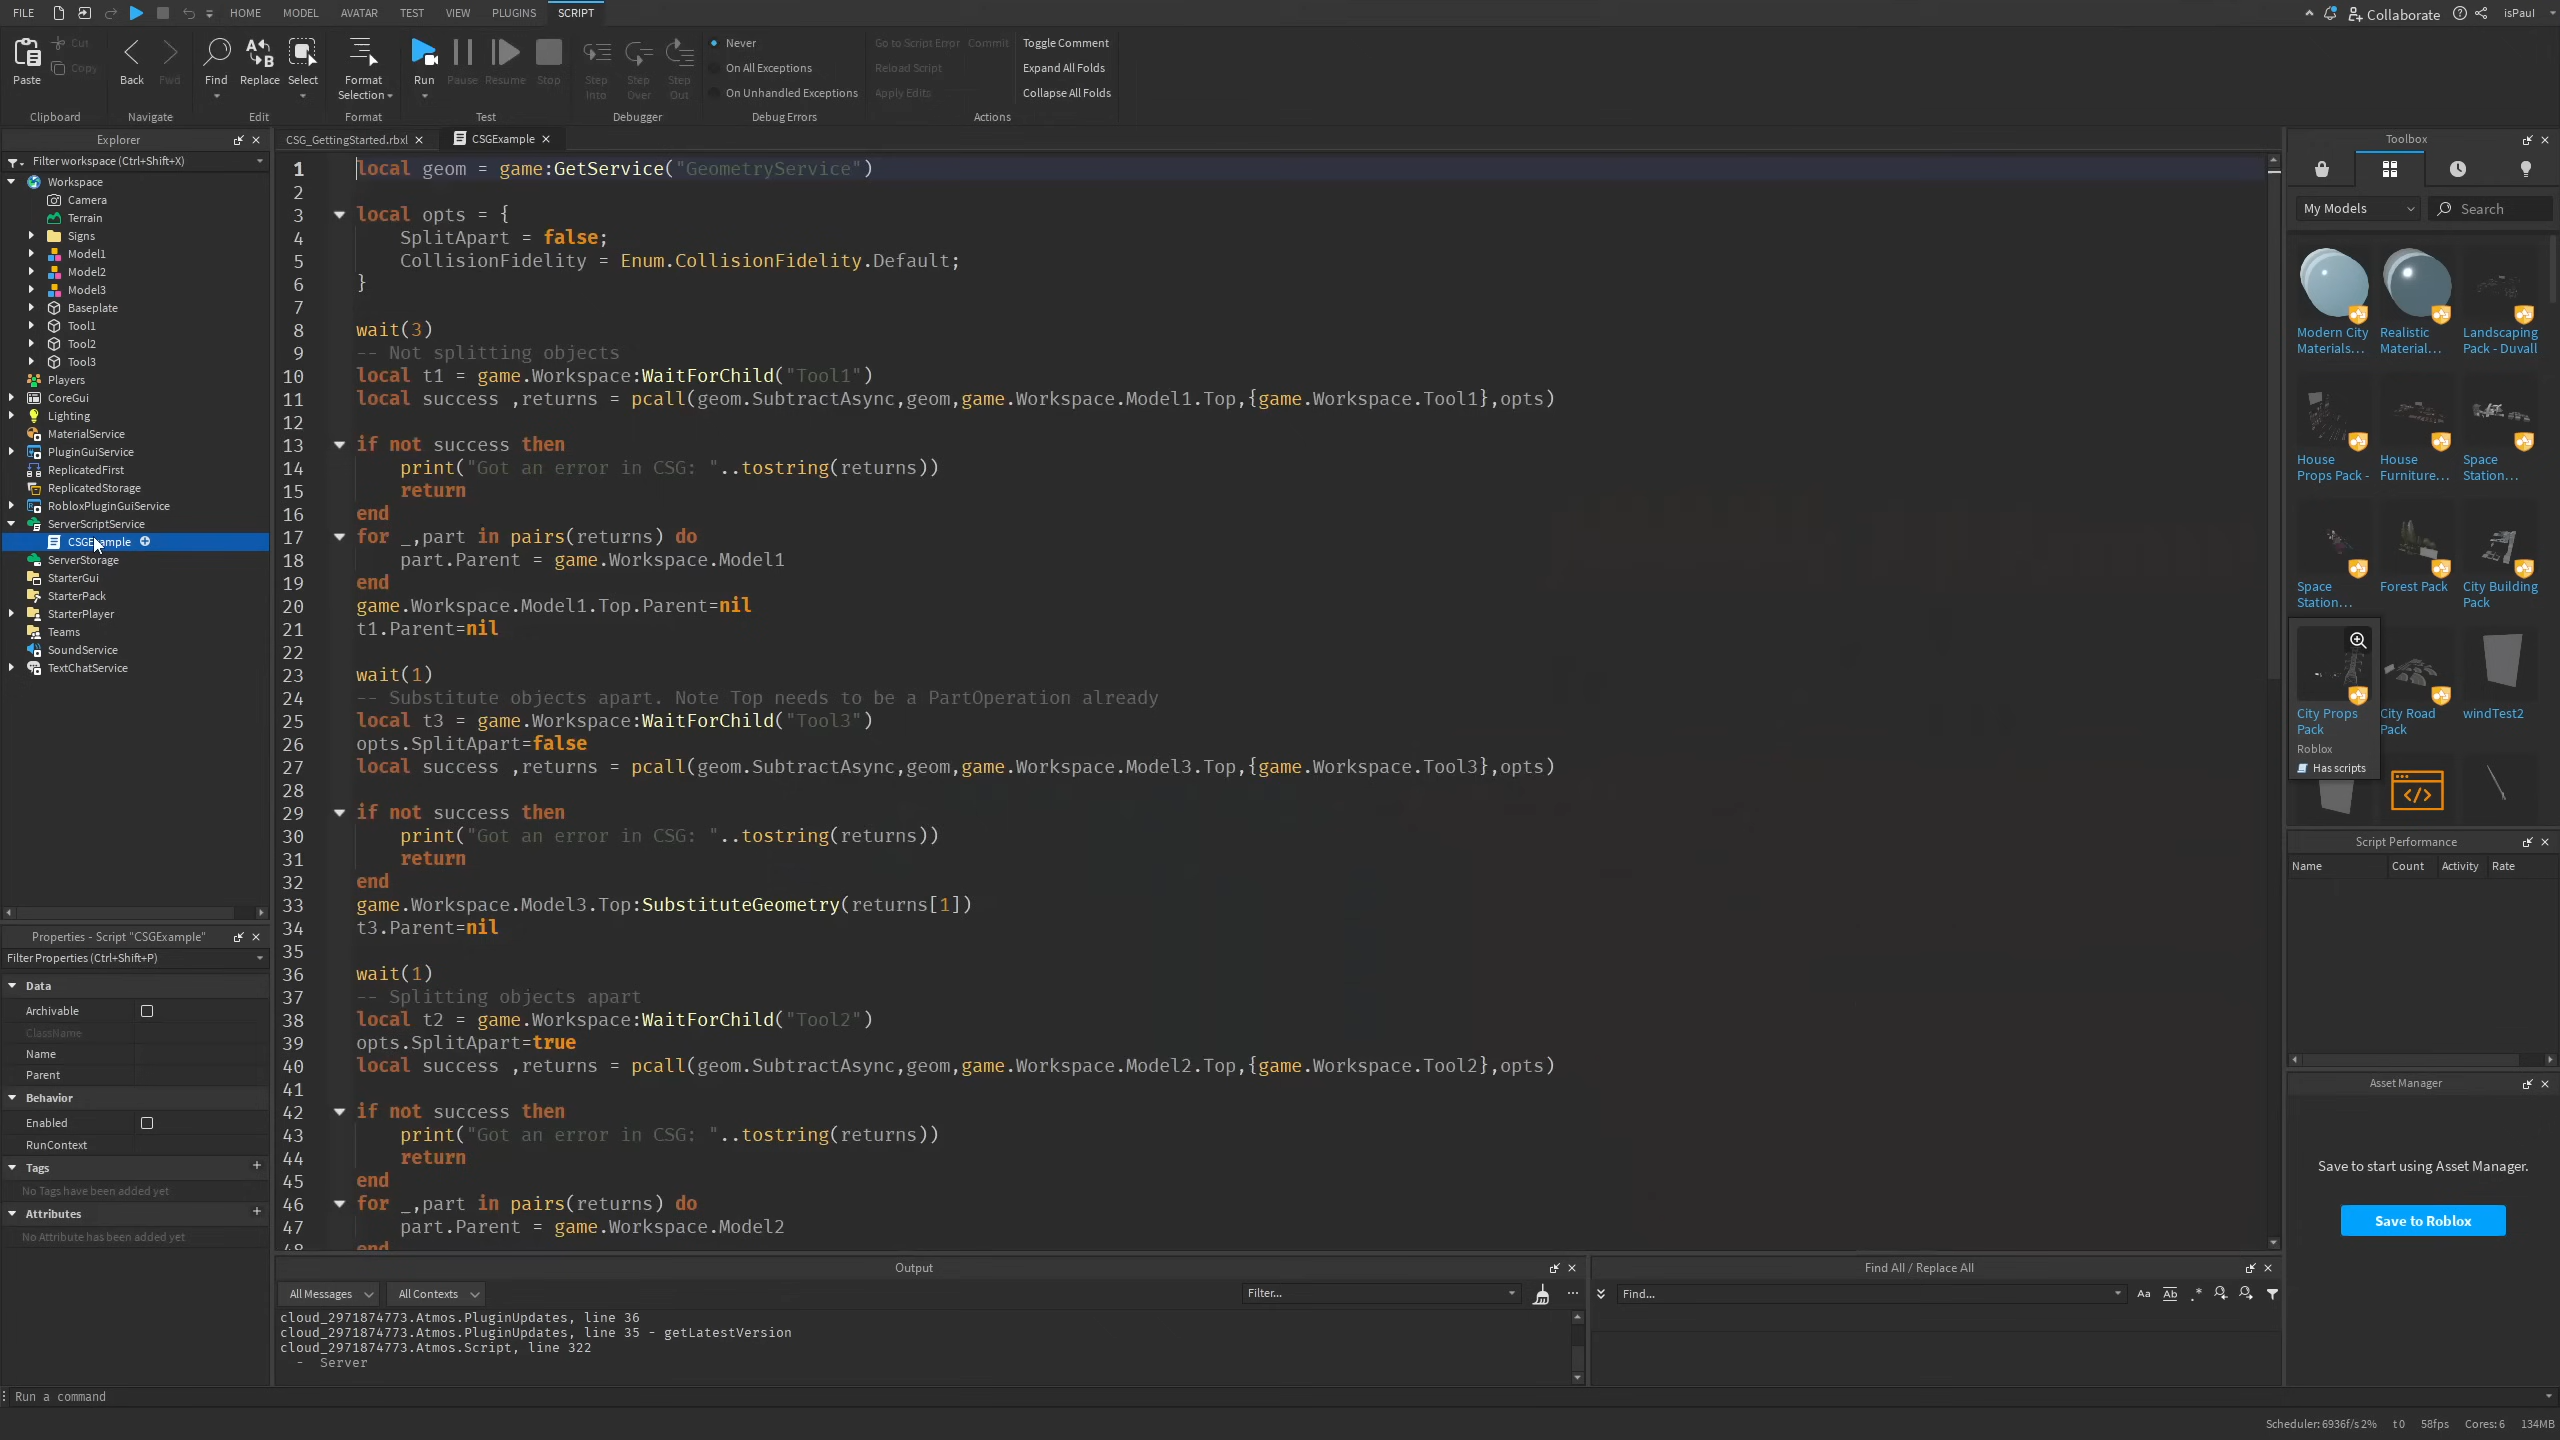 FILE HOME MODEL AVATAR TEST VIEW PLUGINS SCRIPT Collaborate isPaul
Paste Cut Copy
Clipboard
Back Fwd
Navigate
Find Replace Select
Edit
Format Selection
Format
Run Pause Resume Stop
Test
Step Into Step Over Step Out
Debugger
Never
On All Exceptions
On Unhandled Exceptions
Debug Errors
Go to Script Error Commit
Reload Script
Apply Edits
Toggle Comment
Expand All Folds
Collapse All Folds
Actions
Explorer
Filter workspace (Ctrl+Shift+X)
Workspace
Camera
Terrain
Signs
Model1
Model2
Model3
Baseplate
Tool1
Tool2
Tool3
Players
CoreGui
Lighting
MaterialService
PluginGuiService
ReplicatedFirst
ReplicatedStorage
RobloxPluginGuiService
ServerScriptService
CSGExample
ServerStorage
StarterGui
StarterPack
StarterPlayer
Teams
SoundService
TextChatService
Properties - Script "CSGExample"
Filter Properties (Ctrl+Shift+P)
Data
Archivable
ClassName
Name
Parent
Behavior
Enabled
RunContext
Tags
No Tags have been added yet
Attributes
No Attribute has been added yet
CSG_GettingStarted.rbxl CSGExample
1 local geom = game:GetService("GeometryService")
2
3 local opts = {
4 SplitApart = false;
5 CollisionFidelity = Enum.CollisionFidelity.Default;
6 }
7
8 wait(3)
9 -- Not splitting objects
10 local t1 = game.Workspace:WaitForChild("Tool1")
11 local success ,returns = pcall(geom.SubtractAsync,geom,game.Workspace.Model1.Top,{game.Workspace.Tool1},opts)
12
13 if not success then
14 print("Got an error in CSG: "..tostring(returns))
15 return
16 end
17 for _,part in pairs(returns) do
18 part.Parent = game.Workspace.Model1
19 end
20 game.Workspace.Model1.Top.Parent=nil
21 t1.Parent=nil
22
23 wait(1)
24 -- Substitute objects apart. Note Top needs to be a PartOperation already
25 local t3 = game.Workspace:WaitForChild("Tool3")
26 opts.SplitApart=false
27 local success ,returns = pcall(geom.SubtractAsync,geom,game.Workspace.Model3.Top,{game.Workspace.Tool3},opts)
28
29 if not success then
30 print("Got an error in CSG: "..tostring(returns))
31 return
32 end
33 game.Workspace.Model3.Top:SubstituteGeometry(returns[1])
34 t3.Parent=nil
35
36 wait(1)
37 -- Splitting objects apart
38 local t2 = game.Workspace:WaitForChild("Tool2")
39 opts.SplitApart=true
40 local success ,returns = pcall(geom.SubtractAsync,geom,game.Workspace.Model2.Top,{game.Workspace.Tool2},opts)
41
42 if not success then
43 print("Got an error in CSG: "..tostring(returns))
44 return
45 end
46 for _,part in pairs(returns) do
47 part.Parent = game.Workspace.Model2
48 end
Output
All Messages All Contexts Filter...
cloud_2971874773.Atmos.PluginUpdates, line 36
cloud_2971874773.Atmos.PluginUpdates, line 35 - getLatestVersion
cloud_2971874773.Atmos.Script, line 322
- Server
Find All / Replace All
Find... Aa Ab .*
Toolbox
My Models Search
Modern City Materials...
Realistic Material...
Landscaping Pack - Duvall
House Props Pack -
House Furniture...
Space Station...
Space Station...
Forest Pack
City Building Pack
City Props Pack
Roblox
Has scripts
City Road Pack
windTest2
Script Performance
Name Count Activity Rate
Asset Manager
Save to start using Asset Manager.
Save to Roblox
Run a command
Scheduler: 6936f/s 2% t 0 58fps Cores: 6 134MB